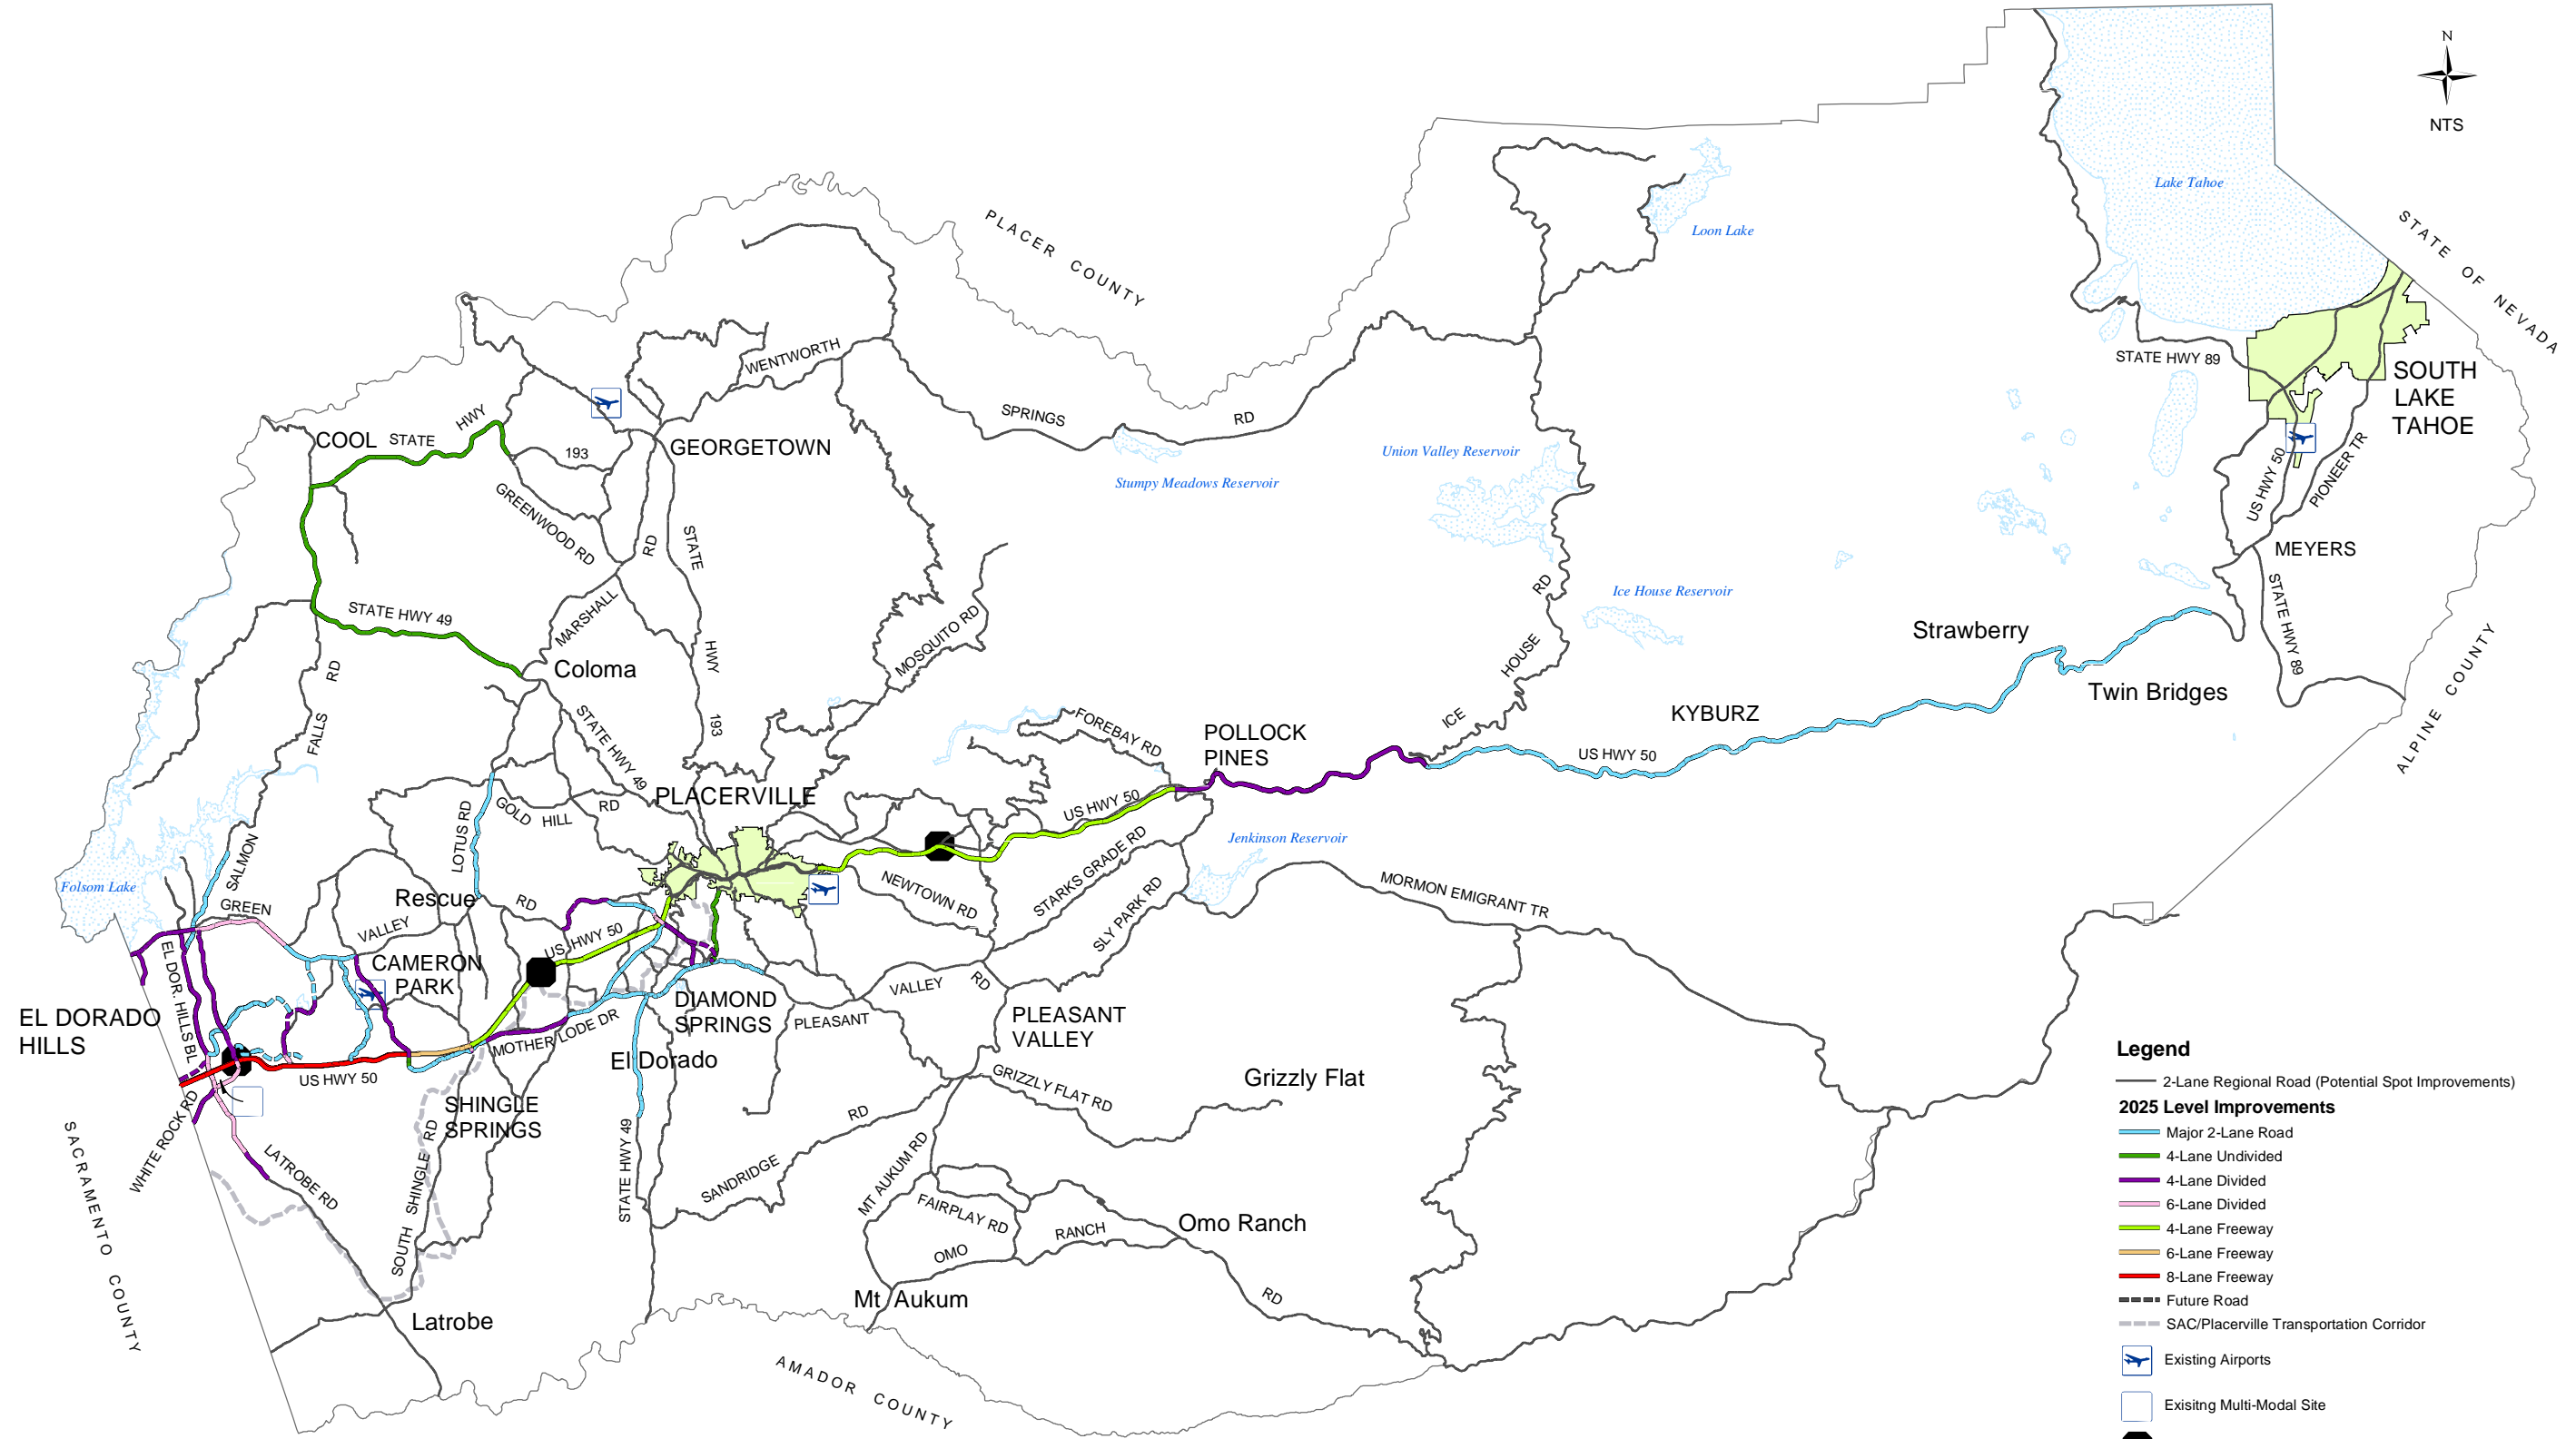 N
NTS
Lake Tahoe
PLACER COUNTY
Loon Lake
STATE OF NEVADA
WENTWORTH
SPRINGS
RD
STATE HWY 89
SOUTH
LAKE
TAHOE
COOL
STATE
HWY
193
GEORGETOWN
Union Valley Reservoir
Stumpy Meadows Reservoir
US HWY 50
PIONEER TR
GREENWOOD RD
RD
STATE
HWY
193
MEYERS
STATE HWY 89
Ice House Reservoir
ICE
HOUSE
RD
STATE HWY 49
MARSHALL
MOSQUITO RD
Strawberry
Coloma
Twin Bridges
ALPINE COUNTY
KYBURZ
US HWY 50
SALMON
FALLS
RD
STATE HWY 49
FOREBAY RD
POLLOCK
PINES
LOTUS RD
GOLD
HILL
RD
PLACERVILLE
US HWY 50
Jenkinson Reservoir
Folsom Lake
GREEN
VALLEY
RD
Rescue
NEWTOWN RD
STARKS GRADE RD
SLY PARK RD
MORMON EMIGRANT TR
US HWY 50
EL DOR. HILLS BL
CAMERON
PARK
EL DORADO
HILLS
DIAMOND
SPRINGS
PLEASANT
VALLEY
RD
PLEASANT
VALLEY
MOTHER LODE DR
El Dorado
US HWY 50
GRIZZLY FLAT RD
Grizzly Flat
SHINGLE
SPRINGS
WHITE ROCK RD
LATROBE RD
SOUTH
SHINGLE
RD
STATE HWY 49
SANDRIDGE
RD
MT AUKUM RD
FAIRPLAY RD
OMO
RANCH
RD
Omo Ranch
SACRAMENTO COUNTY
Mt Aukum
Latrobe
AMADOR COUNTY
Legend
2-Lane Regional Road (Potential Spot Improvements)
2025 Level Improvements
Major 2-Lane Road
4-Lane Undivided
4-Lane Divided
6-Lane Divided
4-Lane Freeway
6-Lane Freeway
8-Lane Freeway
Future Road
SAC/Placerville Transportation Corridor
Existing Airports
Exisitng Multi-Modal Site